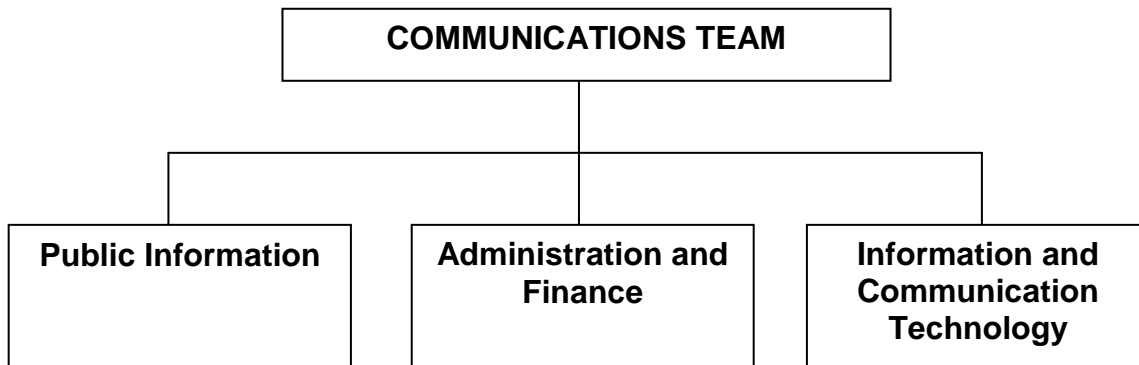 COMMUNICATIONS TEAM
Public Information
Administration and
Finance
Information and
Communication
Technology